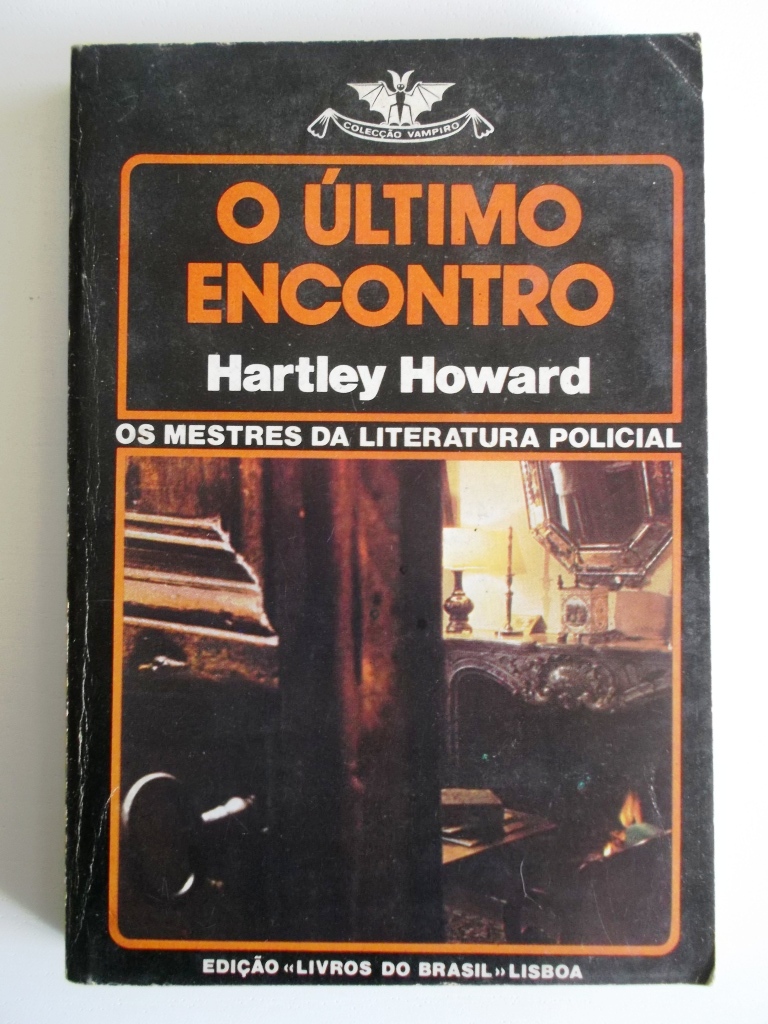 COLECÇÃO VAMPIRO
O ÚLTIMO
ENCONTRO
Hartley Howard
OS MESTRES DA LITERATURA POLICIAL
EDIÇÃO «LIVROS DO BRASIL» LISBOA